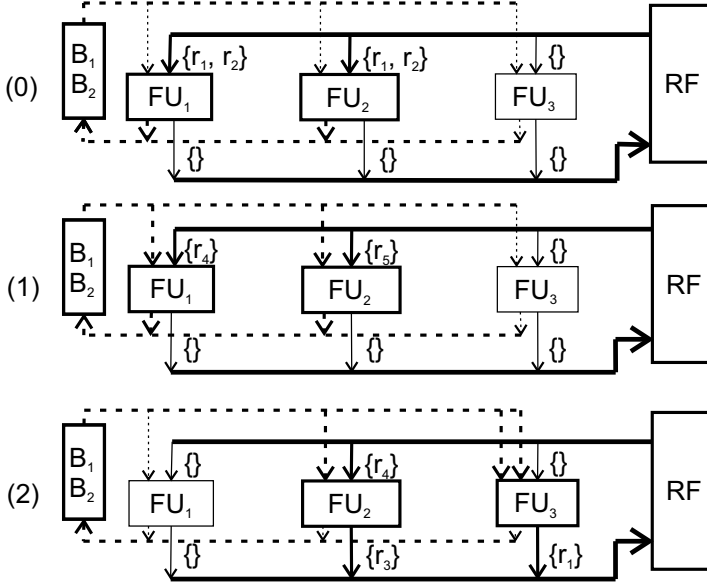 B₁
B₂
(0)
{r₁, r₂}
{r₁, r₂}
{}
FU₁
FU₂
FU₃
RF
{}
{}
{}
B₁
B₂
(1)
{r₄}
{r₅}
{}
FU₁
FU₂
FU₃
RF
{}
{}
{}
B₁
B₂
(2)
{}
{r₄}
{}
FU₁
FU₂
FU₃
RF
{}
{r₃}
{r₁}